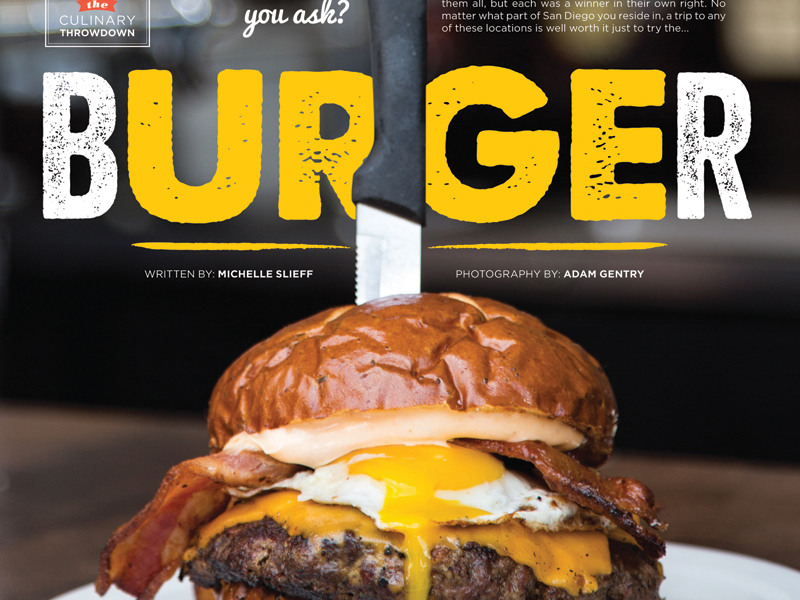 the
CULINARY
THROWDOWN
you ask?
them all, but each was a winner in their own right. No
matter what part of San Diego you reside in, a trip to any
of these locations is well worth it just to try the...
BURGER
WRITTEN BY: MICHELLE SLIEFF
PHOTOGRAPHY BY: ADAM GENTRY